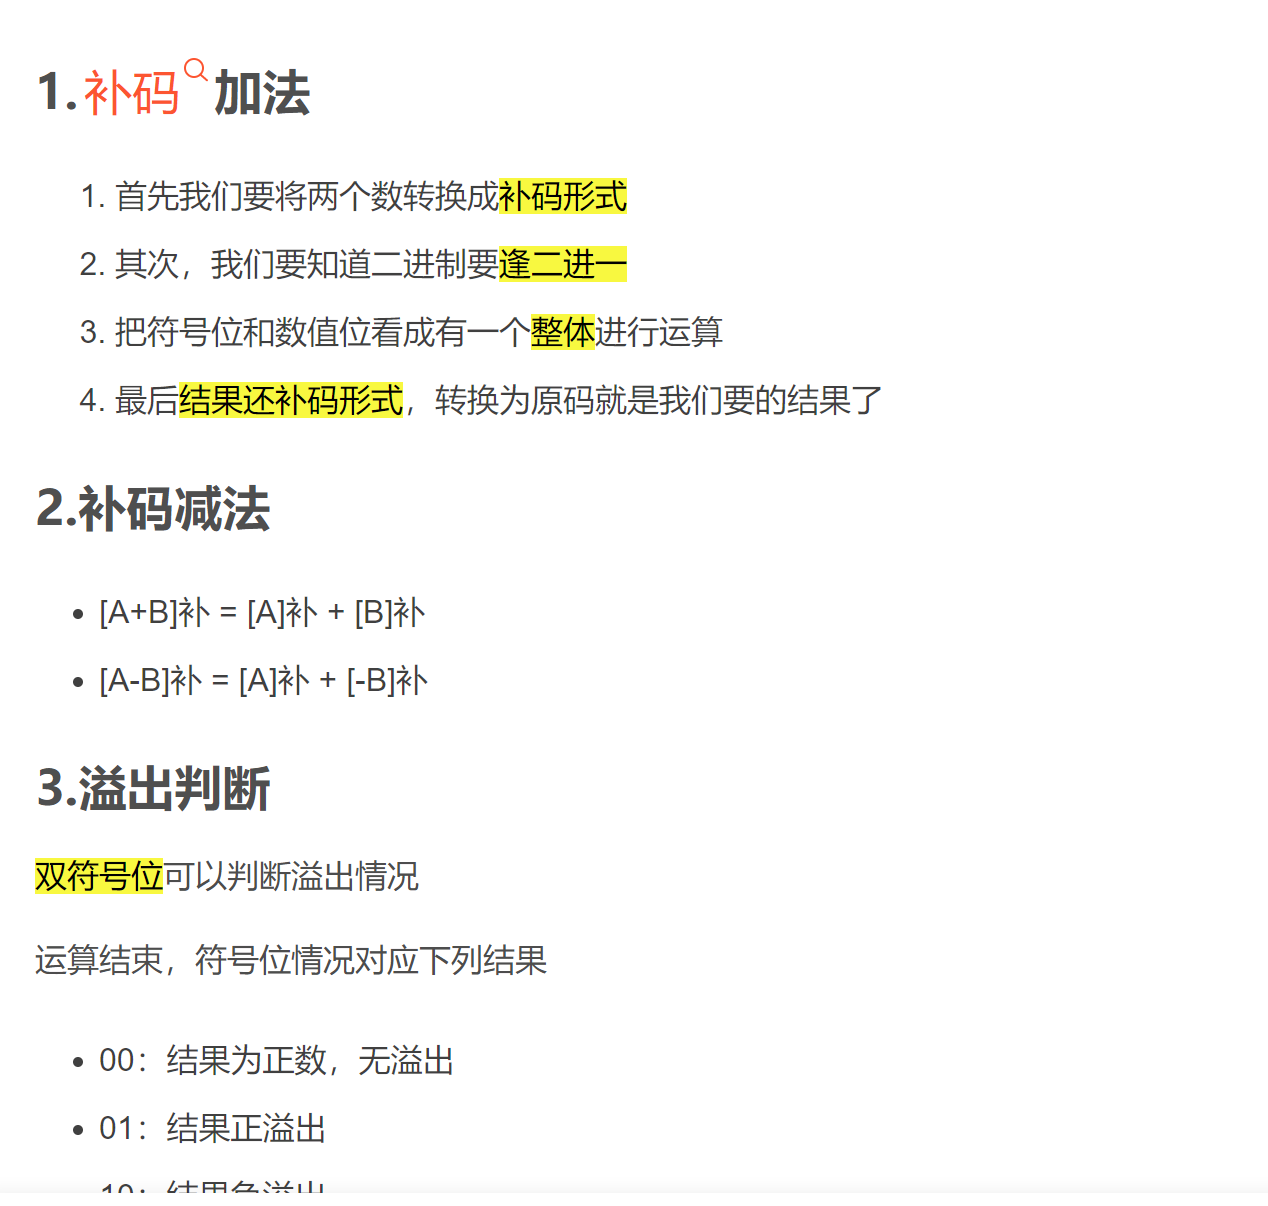 1.补码加法
1. 首先我们要将两个数转换成补码形式
2. 其次，我们要知道二进制要逢二进一
3. 把符号位和数值位看成有一个整体进行运算
4. 最后结果还补码形式，转换为原码就是我们要的结果了
2.补码减法
[A+B]补 = [A]补 + [B]补
[A-B]补 = [A]补 + [-B]补
3.溢出判断
双符号位可以判断溢出情况
运算结束，符号位情况对应下列结果
00：结果为正数，无溢出
01：结果正溢出
10：结果负溢出